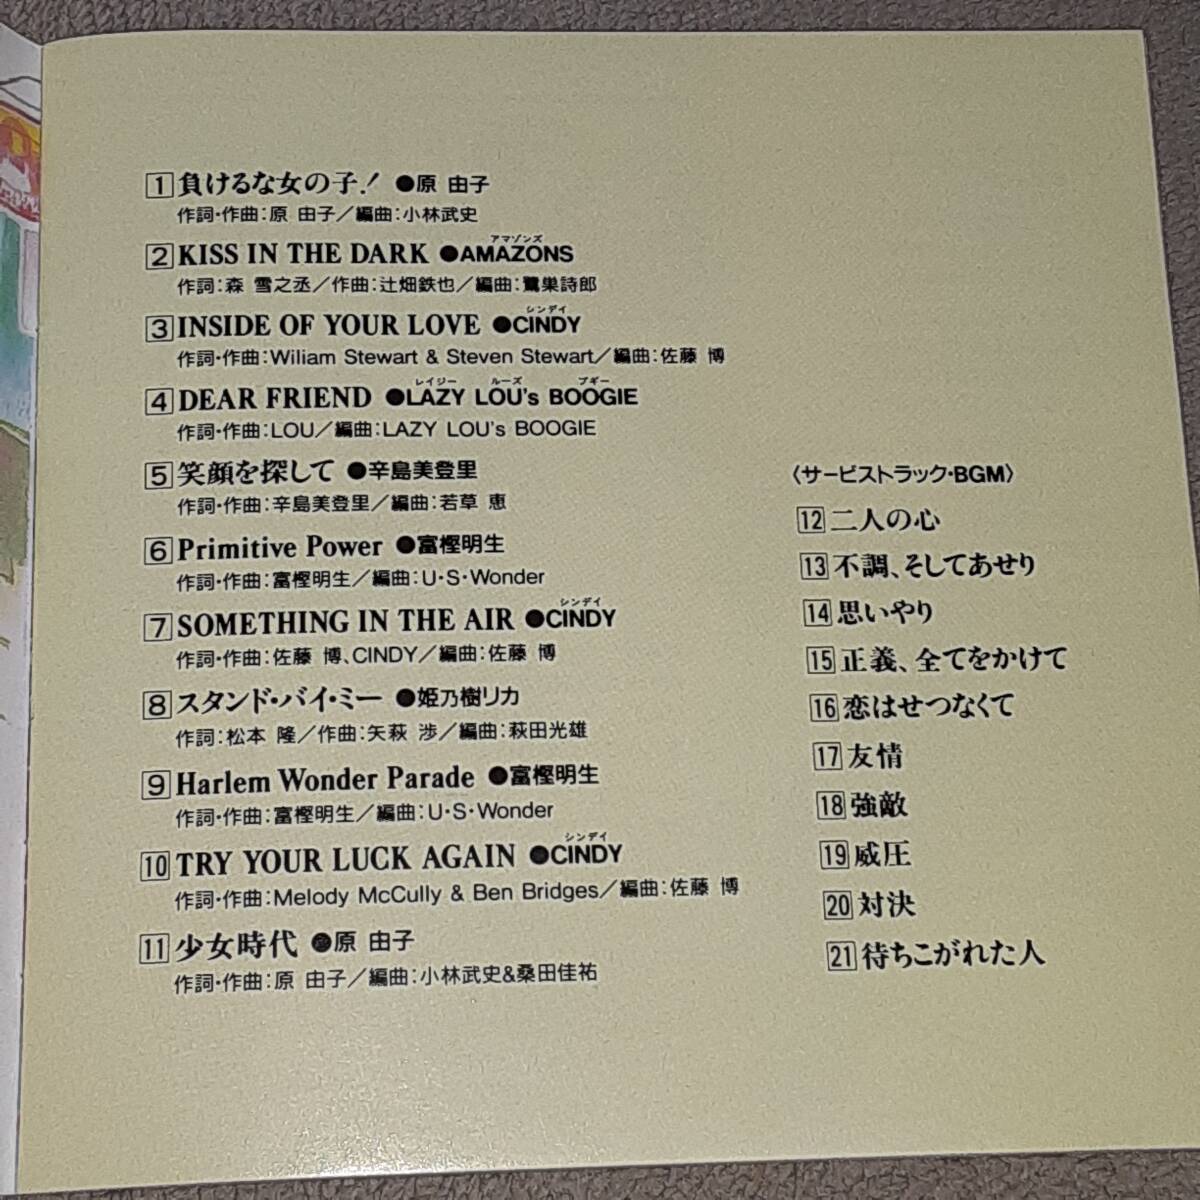 1 負けるな女の子! ●原 由子
作詞・作曲:原 由子/編曲:小林武史
アマゾンズ
2 KISS IN THE DARK ●AMAZONS
作詞:森 雪之丞/作曲:辻畑鉄也/編曲:鷺巣詩郎
シンデイ
3 INSIDE OF YOUR LOVE ●CINDY
作詞・作曲:Wiliam Stewart & Steven Stewart/編曲:佐藤 博
レイジー ルーズ ブギー
4 DEAR FRIEND ●LAZY LOU's BOOGIE
作詞・作曲:LOU/編曲:LAZY LOU's BOOGIE
5 笑顔を探して ●辛島美登里
作詞・作曲:辛島美登里/編曲:若草 恵
6 Primitive Power ●富樫明生
作詞・作曲:富樫明生/編曲:U・S・Wonder
シンデイ
7 SOMETHING IN THE AIR ●CINDY
作詞・作曲:佐藤 博、CINDY/編曲:佐藤 博
8 スタンド・バイ・ミー ●姫乃樹リカ
作詞:松本 隆/作曲:矢萩 渉/編曲:萩田光雄
9 Harlem Wonder Parade ●富樫明生
作詞・作曲:富樫明生/編曲:U・S・Wonder
シンデイ
10 TRY YOUR LUCK AGAIN ●CINDY
作詞・作曲:Melody McCully & Ben Bridges/編曲:佐藤 博
11 少女時代 ●原 由子
作詞・作曲:原 由子/編曲:小林武史&桑田佳祐
〈サービストラック・BGM〉
12 二人の心
13 不調、そしてあせり
14 思いやり
15 正義、全てをかけて
16 恋はせつなくて
17 友情
18 強敵
19 威圧
20 対決
21 待ちこがれた人